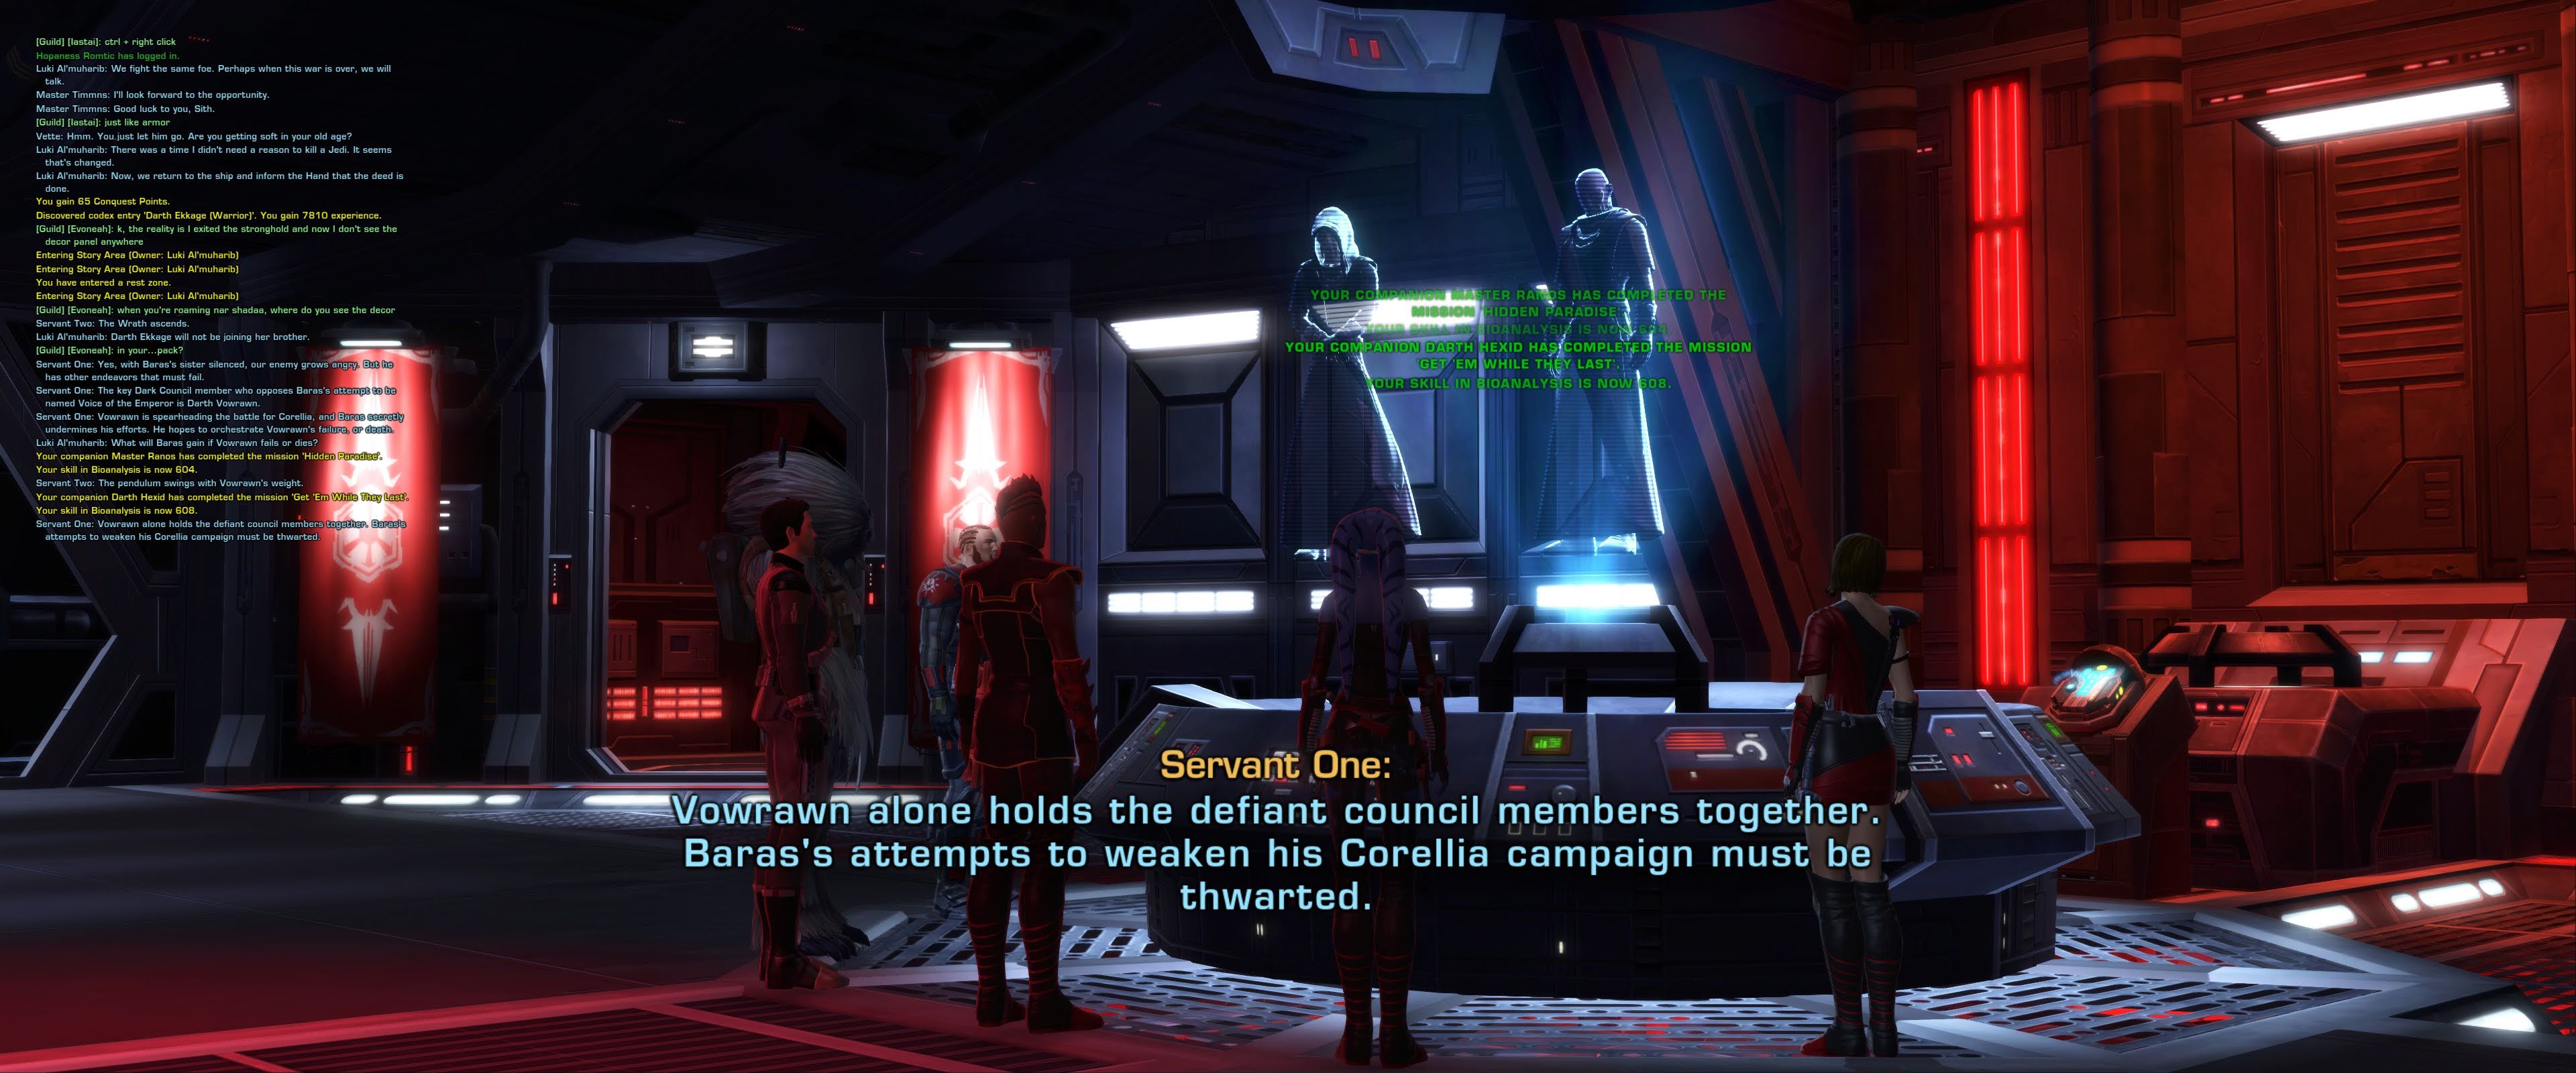 [Guild] [Iastai]: ctrl + right click
Hopaness Romtic has logged in.
Luki Al'muharib: We fight the same foe. Perhaps when this war is over, we will
talk.
Master Timmns: I'll look forward to the opportunity.
Master Timmns: Good luck to you, Sith.
[Guild] [Iastai]: just like armor
Vette: Hmm. You just let him go. Are you getting soft in your old age?
Luki Al'muharib: There was a time I didn't need a reason to kill a Jedi. It seems
that's changed.
Luki Al'muharib: Now, we return to the ship and inform the Hand that the deed is
done.
You gain 65 Conquest Points.
Discovered codex entry 'Darth Ekkage (Warrior)'. You gain 7810 experience.
[Guild] [Evoneah]: k, the reality is I exited the stronghold and now I don't see the
decor panel anywhere
Entering Story Area (Owner: Luki Al'muharib)
Entering Story Area (Owner: Luki Al'muharib)
You have entered a rest zone.
Entering Story Area (Owner: Luki Al'muharib)
[Guild] [Evoneah]: when you're roaming nar shadaa, where do you see the decor
Servant Two: The Wrath ascends.
Luki Al'muharib: Darth Ekkage will not be joining her brother.
[Guild] [Evoneah]: in your...pack?
Servant One: Yes, with Baras's sister silenced, our enemy grows angry. But he
has other endeavors that must fail.
Servant One: The key Dark Council member who opposes Baras's attempt to be
named Voice of the Emperor is Darth Vowrawn.
Servant One: Vowrawn is spearheading the battle for Corellia, and Baras secretly
undermines his efforts. He hopes to orchestrate Vowrawn's failure, or death.
Luki Al'muharib: What will Baras gain if Vowrawn fails or dies?
Your companion Master Ranos has completed the mission 'Hidden Paradise'.
Your skill in Bioanalysis is now 604.
Servant Two: The pendulum swings with Vowrawn's weight.
Your companion Darth Hexid has completed the mission 'Get 'Em While They Last'.
Your skill in Bioanalysis is now 608.
Servant One: Vowrawn alone holds the defiant council members together. Baras's
attempts to weaken his Corellia campaign must be thwarted.
YOUR COMPANION MASTER RANOS HAS COMPLETED THE
MISSION 'HIDDEN PARADISE'.
YOUR SKILL IN BIOANALYSIS IS NOW 604.
YOUR COMPANION DARTH HEXID HAS COMPLETED THE MISSION
'GET 'EM WHILE THEY LAST'.
YOUR SKILL IN BIOANALYSIS IS NOW 608.
Servant One:
Vowrawn alone holds the defiant council members together.
Baras's attempts to weaken his Corellia campaign must be
thwarted.